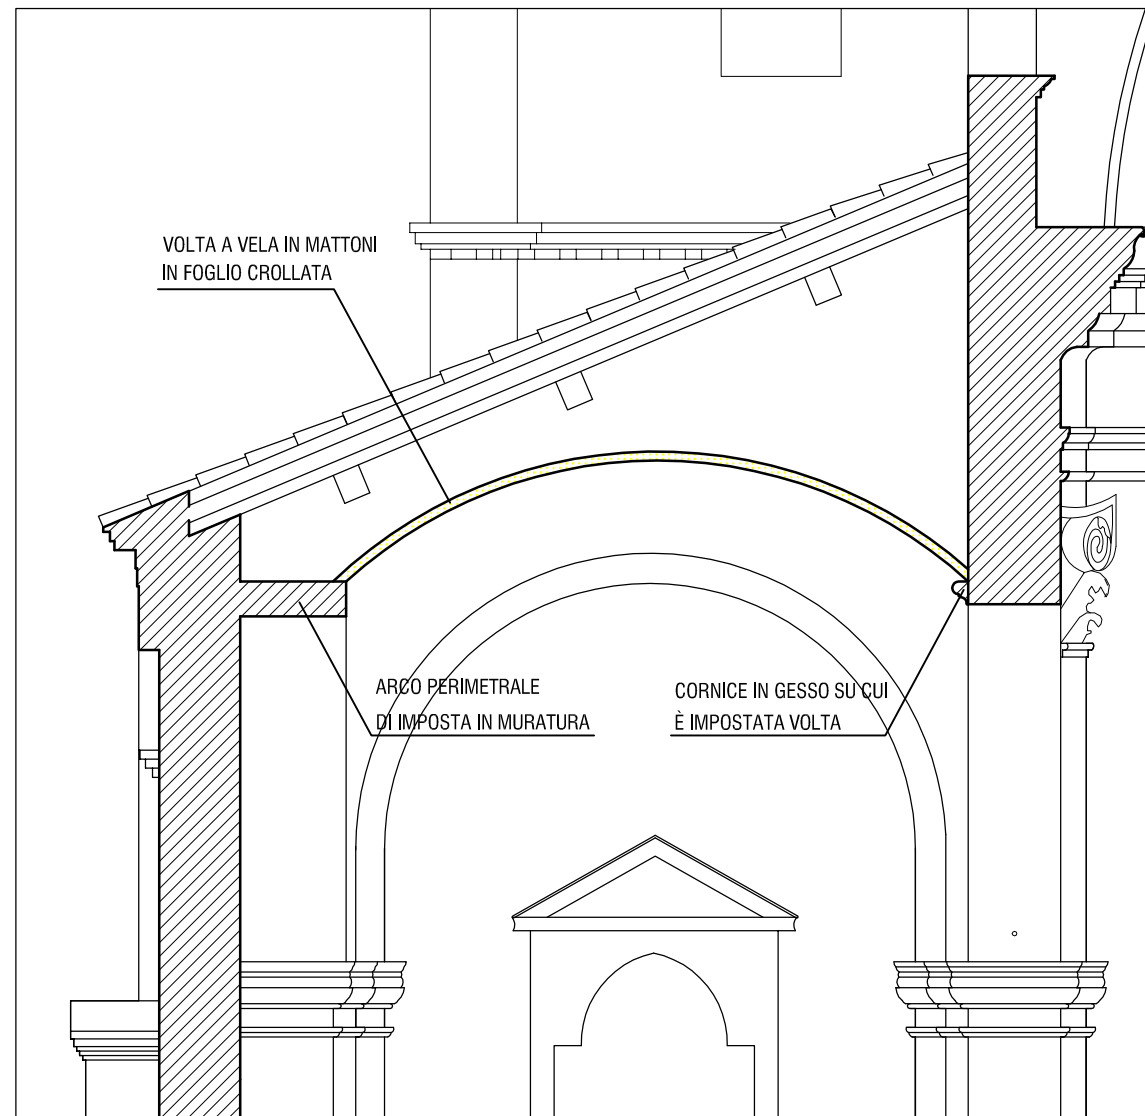 VOLTA A VELA IN MATTONI
IN FOGLIO CROLLATA
ARCO PERIMETRALE
DI IMPOSTA IN MURATURA
CORNICE IN GESSO SU CUI
È IMPOSTATA VOLTA